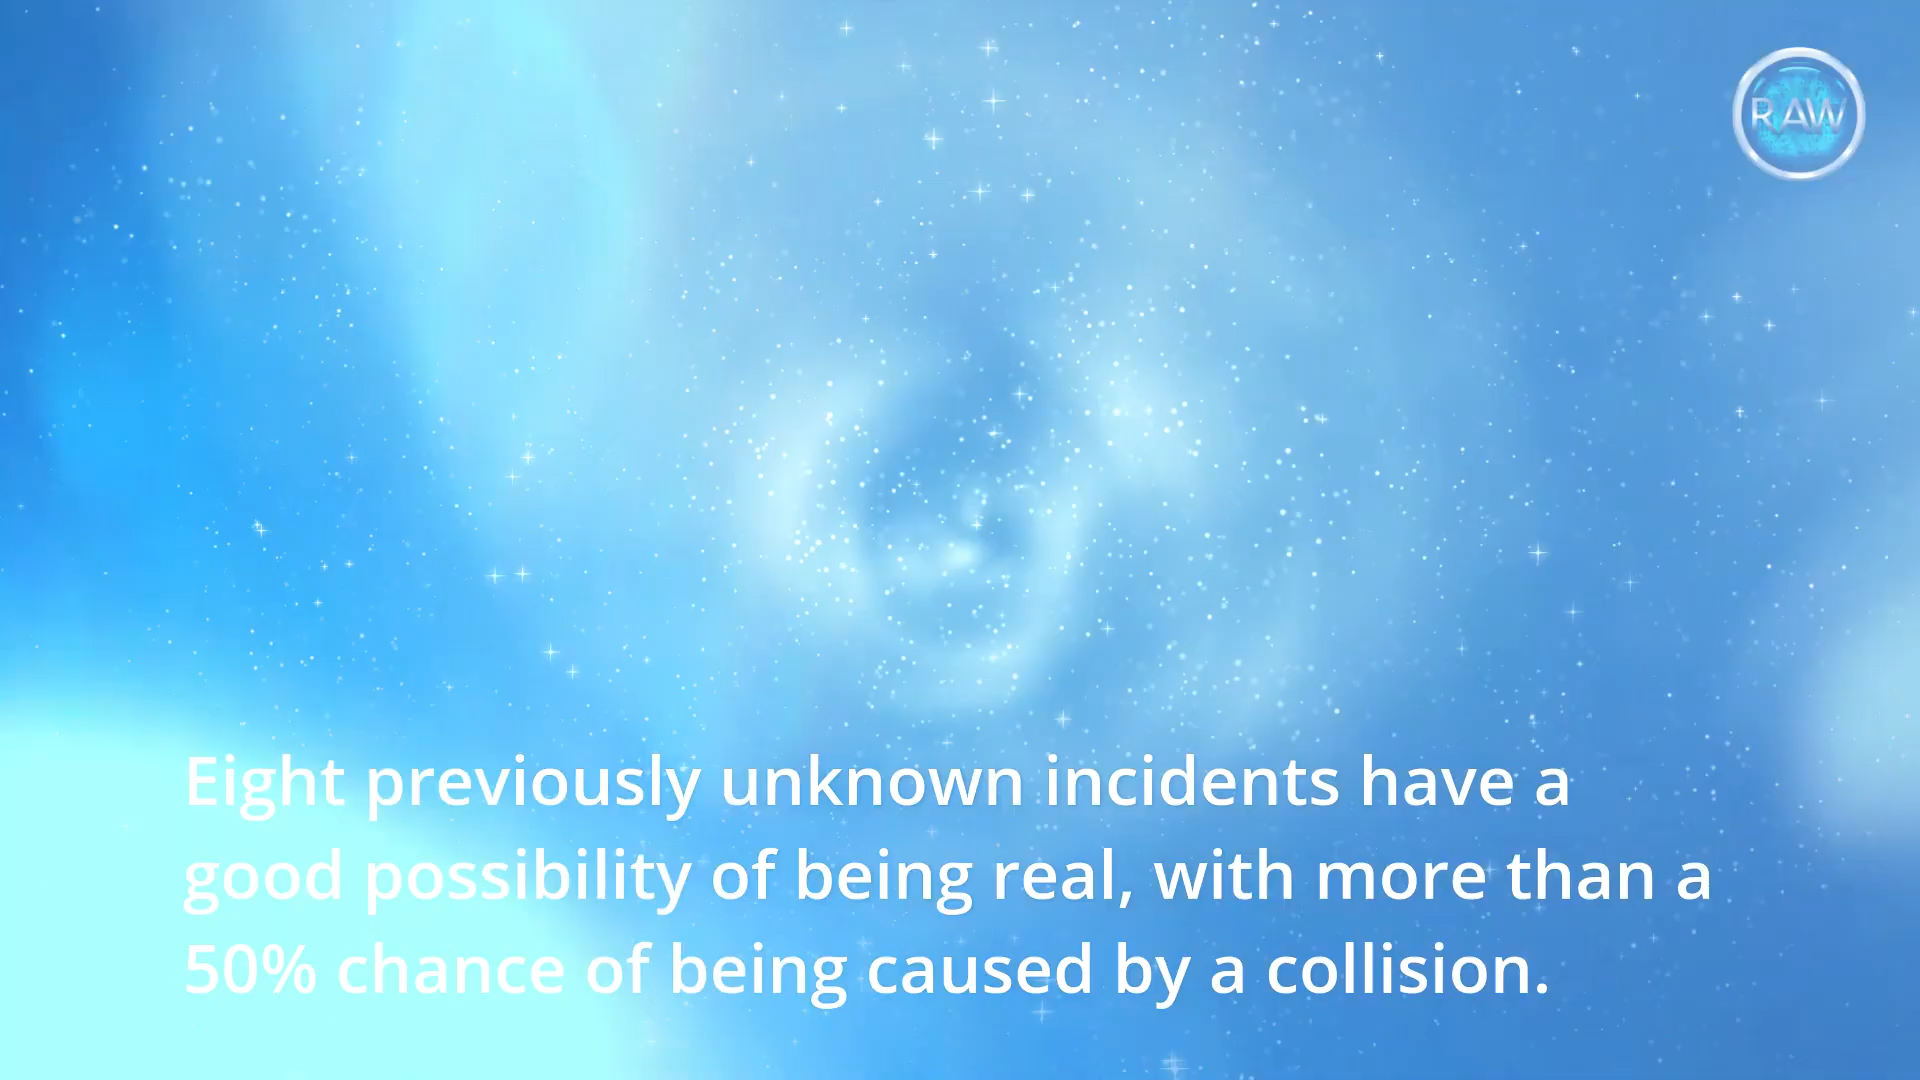 RAW
Eight previously unknown incidents have a
good possibility of being real, with more than a
50% chance of being caused by a collision.